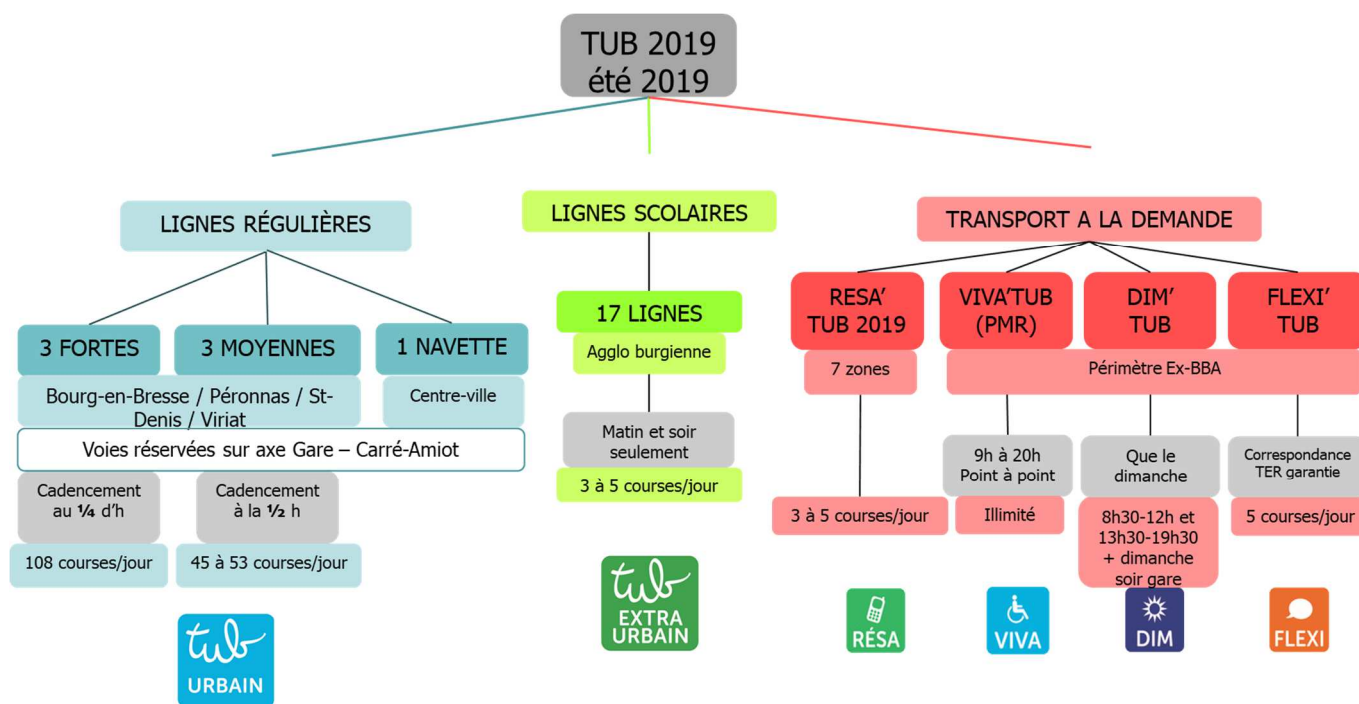 TUB 2019
été 2019
LIGNES RÉGULIÈRES
3 FORTES
3 MOYENNES
1 NAVETTE
Bourg-en-Bresse / Péronnas / St-
Denis / Viriat
Centre-ville
Voies réservées sur axe Gare – Carré-Amiot
Cadencement
au ¼ d’h
Cadencement
à la ½ h
108 courses/jour
45 à 53 courses/jour
tub
URBAIN
LIGNES SCOLAIRES
17 LIGNES
Agglo burgienne
Matin et soir
seulement
3 à 5 courses/jour
tub
EXTRA
URBAIN
TRANSPORT A LA DEMANDE
RESA’
TUB 2019
VIVA’TUB
(PMR)
DIM’
TUB
FLEXI’
TUB
7 zones
Périmètre Ex-BBA
9h à 20h
Point à point
Que le
dimanche
Correspondance
TER garantie
3 à 5 courses/jour
Illimité
8h30-12h et
13h30-19h30
+ dimanche
soir gare
5 courses/jour
RÉSA
VIVA
DIM
FLEXI